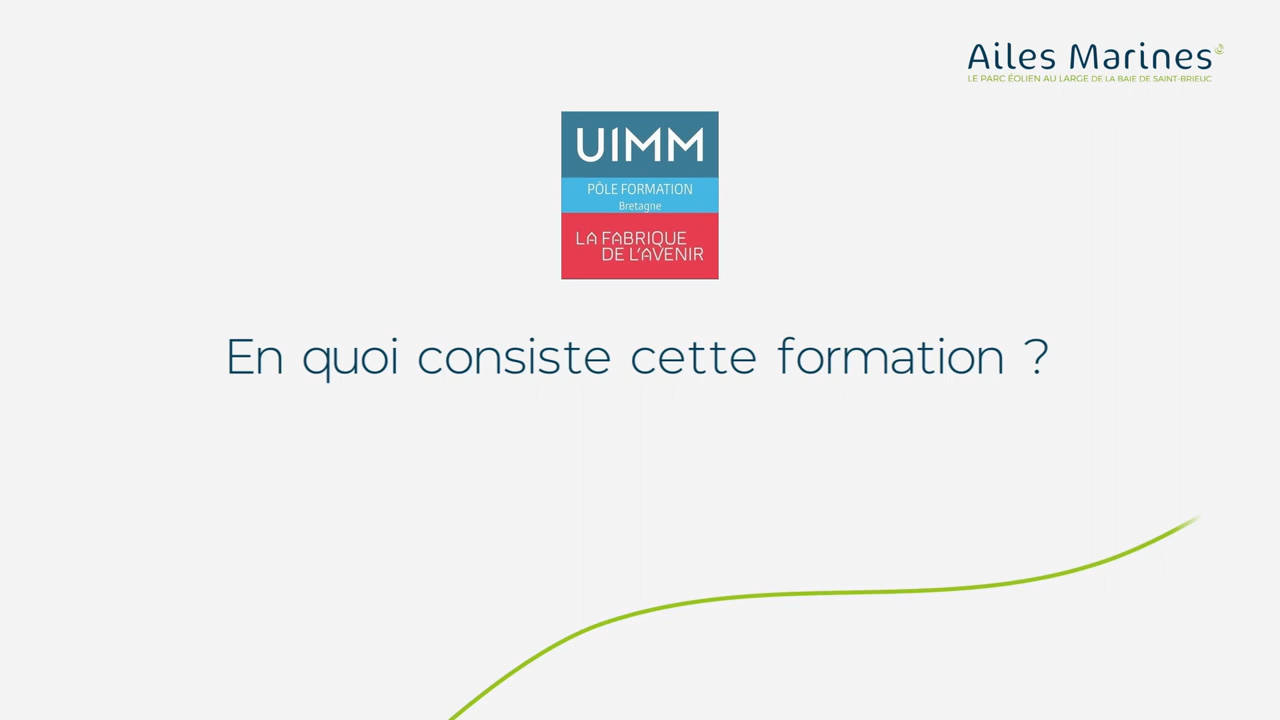 Ailes Marines
LE PARC ÉOLIEN AU LARGE DE LA BAIE DE SAINT-BRIEUC
UIMM
PÔLE FORMATION
Bretagne
LA FABRIQUE
DE L'AVENIR
En quoi consiste cette formation ?